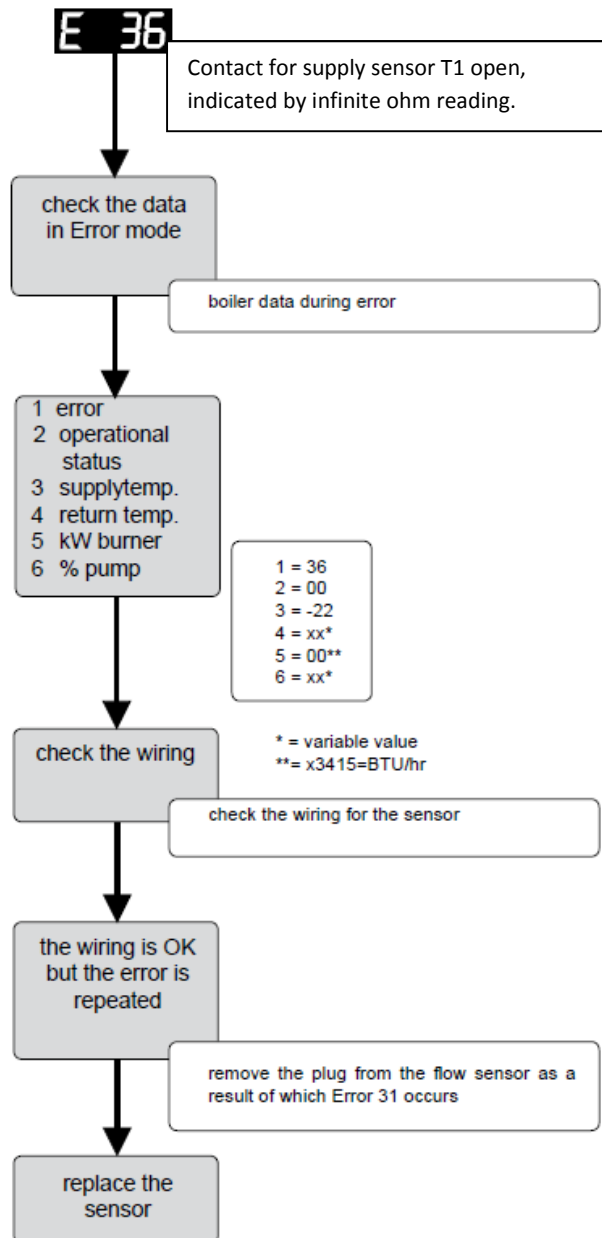 E 36
Contact for supply sensor T1 open,
indicated by infinite ohm reading.
check the data
in Error mode
boiler data during error
1 error
2 operational
status
3 supplytemp.
4 return temp.
5 kW burner
6 % pump
1 = 36
2 = 00
3 = -22
4 = xx*
5 = 00**
6 = xx*
* = variable value
**= x3415=BTU/hr
check the wiring
check the wiring for the sensor
the wiring is OK
but the error is
repeated
remove the plug from the flow sensor as a
result of which Error 31 occurs
replace the
sensor